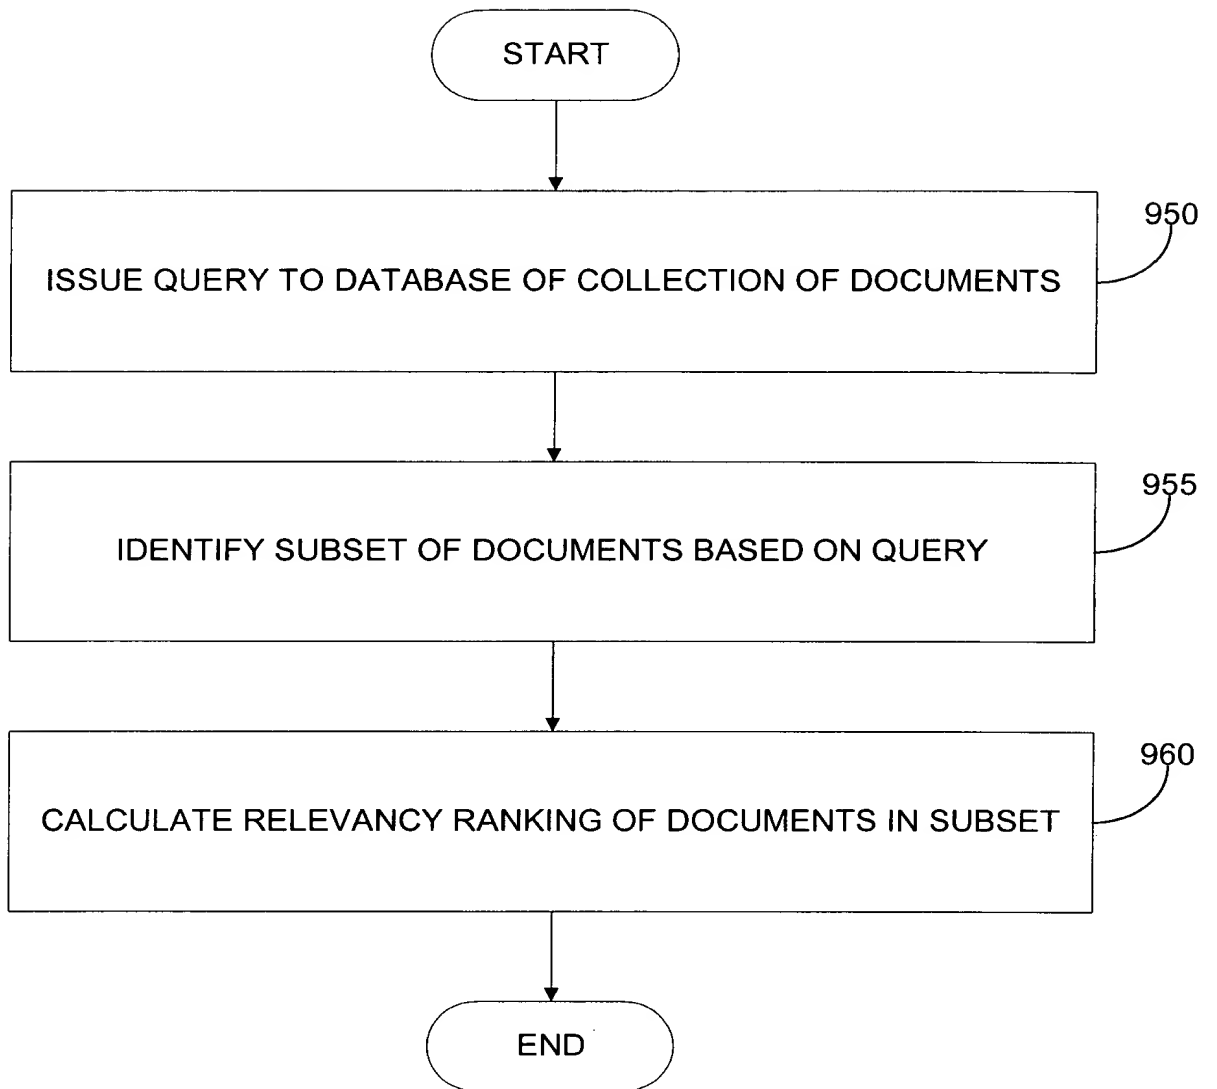 START
950
ISSUE QUERY TO DATABASE OF COLLECTION OF DOCUMENTS
955
IDENTIFY SUBSET OF DOCUMENTS BASED ON QUERY
960
CALCULATE RELEVANCY RANKING OF DOCUMENTS IN SUBSET
END